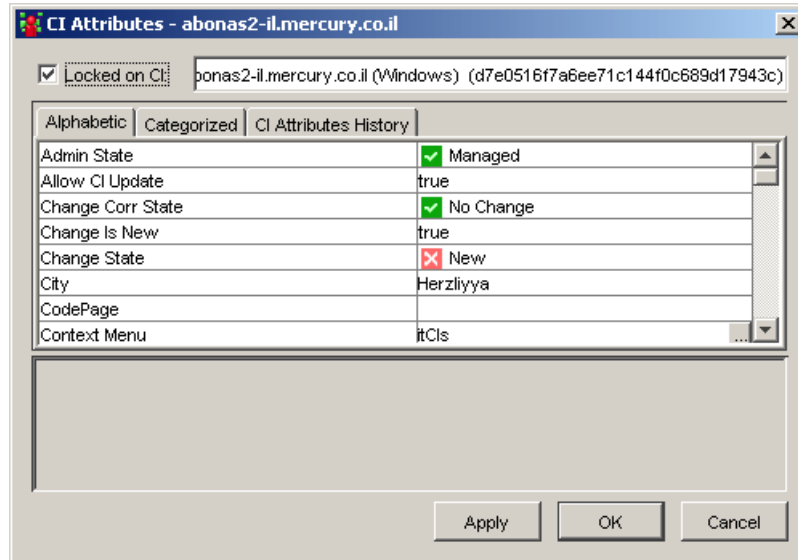 CI Attributes - abonas2-il.mercury.co.il
Locked on CI: bonas2-il.mercury.co.il (Windows) (d7e0516f7a6ee71c144f0c689d17943c)
Alphabetic Categorized CI Attributes History
Admin State Managed
Allow CI Update true
Change Corr State No Change
Change Is New true
Change State New
City Herzliyya
CodePage
Context Menu itCIs ...
Apply OK Cancel